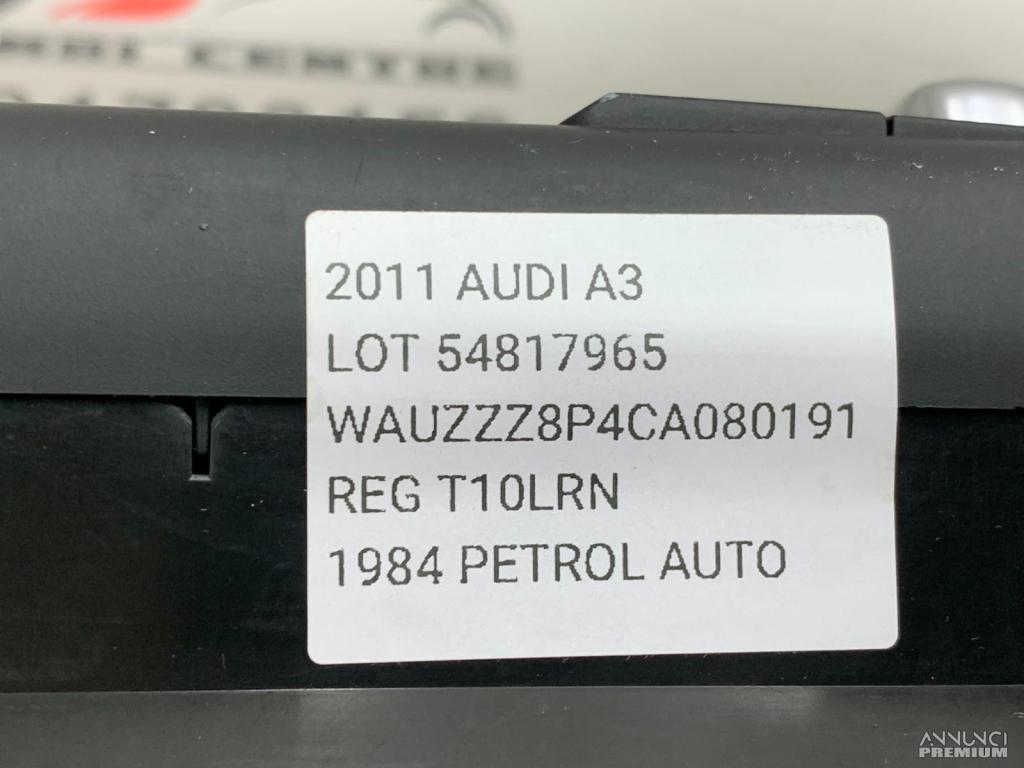 2011 AUDI A3
LOT 54817965
WAUZZZ8P4CA080191
REG T10LRN
1984 PETROL AUTO
ANNUNCI
PREMIUM